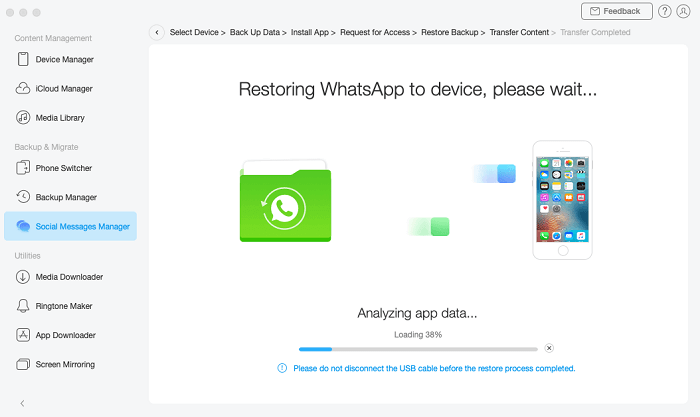 Feedback
Select Device > Back Up Data > Install App > Request for Access > Restore Backup > Transfer Content > Transfer Completed
Content Management
Device Manager
iCloud Manager
Media Library
Backup & Migrate
Phone Switcher
Backup Manager
Social Messages Manager
Utilities
Media Downloader
Ringtone Maker
App Downloader
Screen Mirroring
Restoring WhatsApp to device, please wait...
Analyzing app data...
Loading 38%
Please do not disconnect the USB cable before the restore process completed.